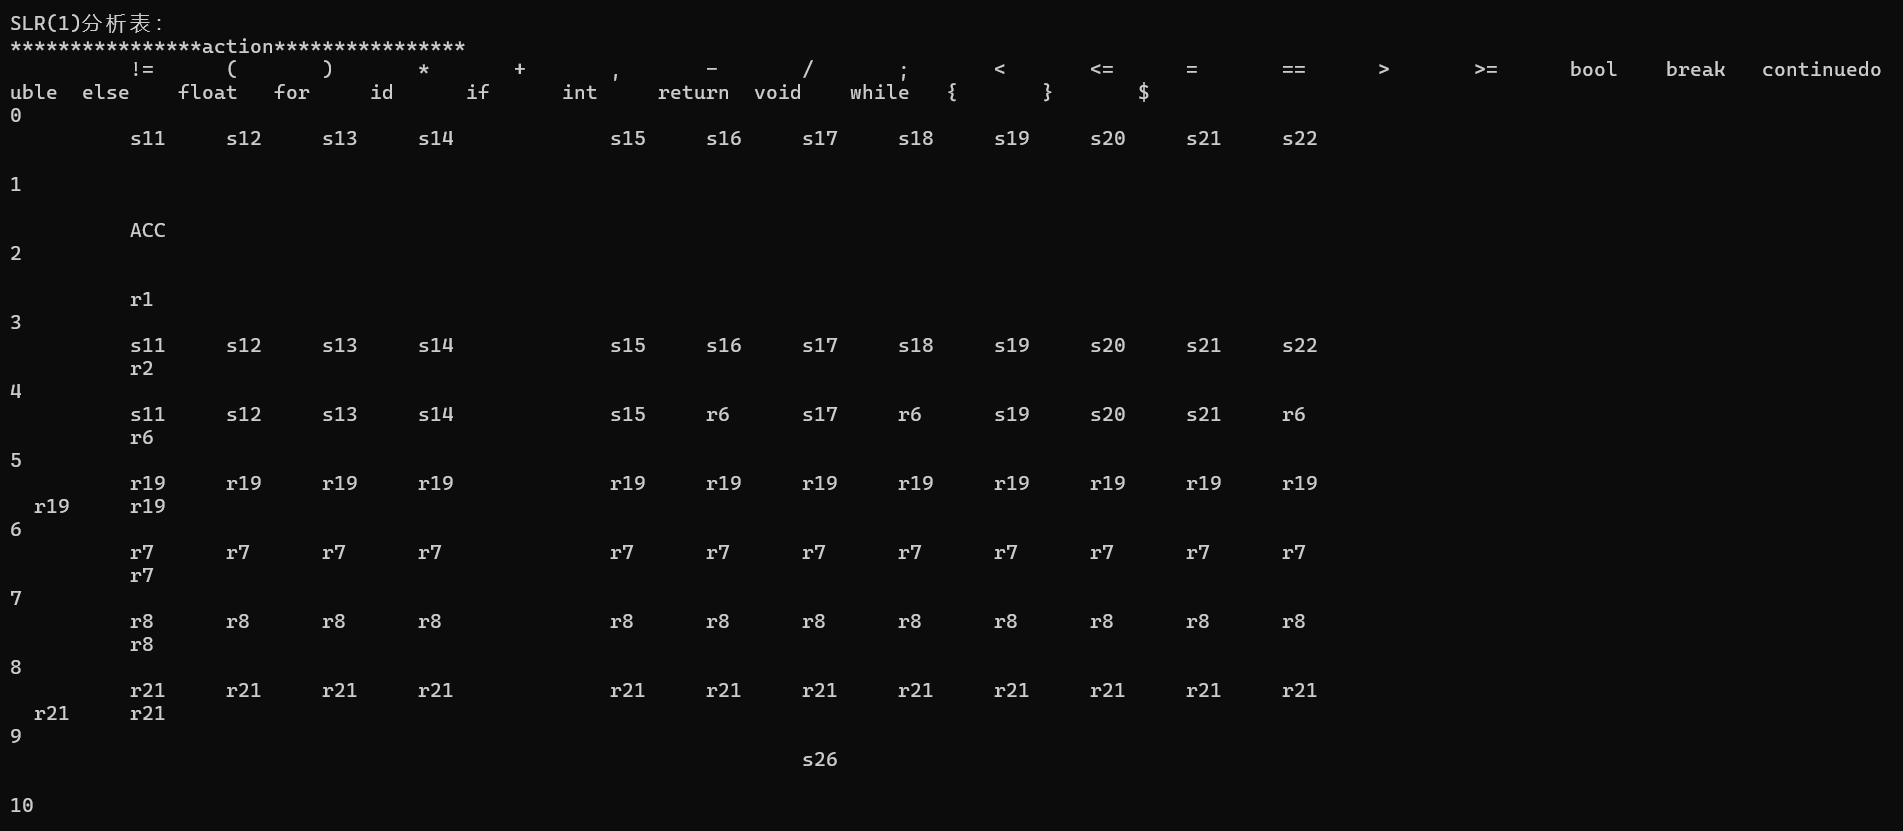 SLR(1)分析表：
****************action****************
!= ( ) * + , - / ; < <= = == > >= bool break continuedo
uble else float for id if int return void while { } $
0
s11 s12 s13 s14 s15 s16 s17 s18 s19 s20 s21 s22
1
ACC
2
r1
3
s11 s12 s13 s14 s15 s16 s17 s18 s19 s20 s21 s22
r2
4
s11 s12 s13 s14 s15 r6 s17 r6 s19 s20 s21 r6
r6
5
r19 r19 r19 r19 r19 r19 r19 r19 r19 r19 r19 r19
r19 r19
6
r7 r7 r7 r7 r7 r7 r7 r7 r7 r7 r7 r7
r7
7
r8 r8 r8 r8 r8 r8 r8 r8 r8 r8 r8 r8
r8
8
r21 r21 r21 r21 r21 r21 r21 r21 r21 r21 r21 r21
r21 r21
9
s26
10